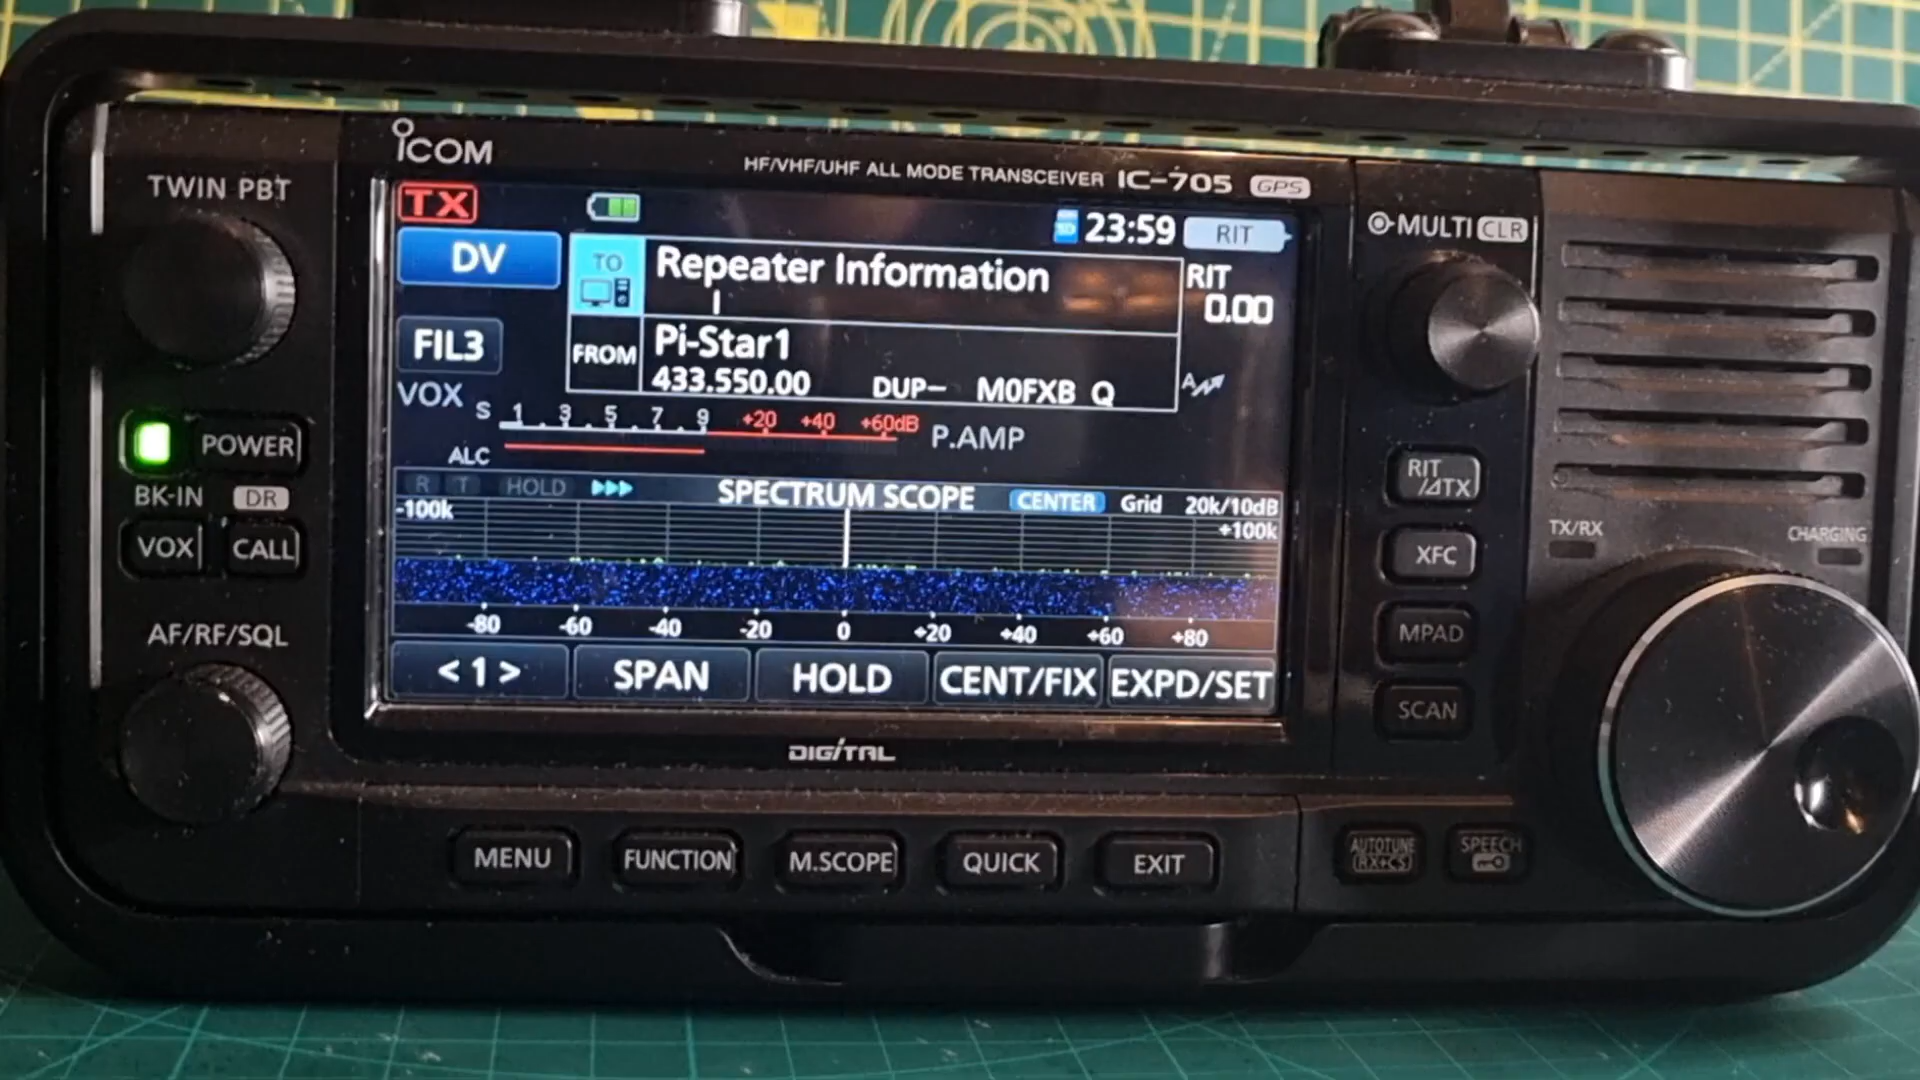 ICOM
HF/VHF/UHF ALL MODE TRANSCEIVER IC-705 GPS
TWIN PBT
TX
SD 23:59 RIT
DV
TO Repeater Information
I
RIT
0.00
FIL3
FROM Pi-Star1
433.550.00 DUP- M0FXB Q
VOX
S 1 . 3 . 5 . 7 . 9 +20 +40 +60dB P.AMP
ALC
R T HOLD SPECTRUM SCOPE CENTER Grid 20k/10dB
-100k +100k
-80 -60 -40 -20 0 +20 +40 +60 +80
< 1 > SPAN HOLD CENT/FIX EXPD/SET
DIGITAL
POWER
BK-IN DR
VOX CALL
AF/RF/SQL
MULTI CLR
RIT
/⊿TX
XFC
MPAD
SCAN
TX/RX CHARGING
MENU FUNCTION M.SCOPE QUICK EXIT
AUTOTUNE
(RX→CS)
SPEECH